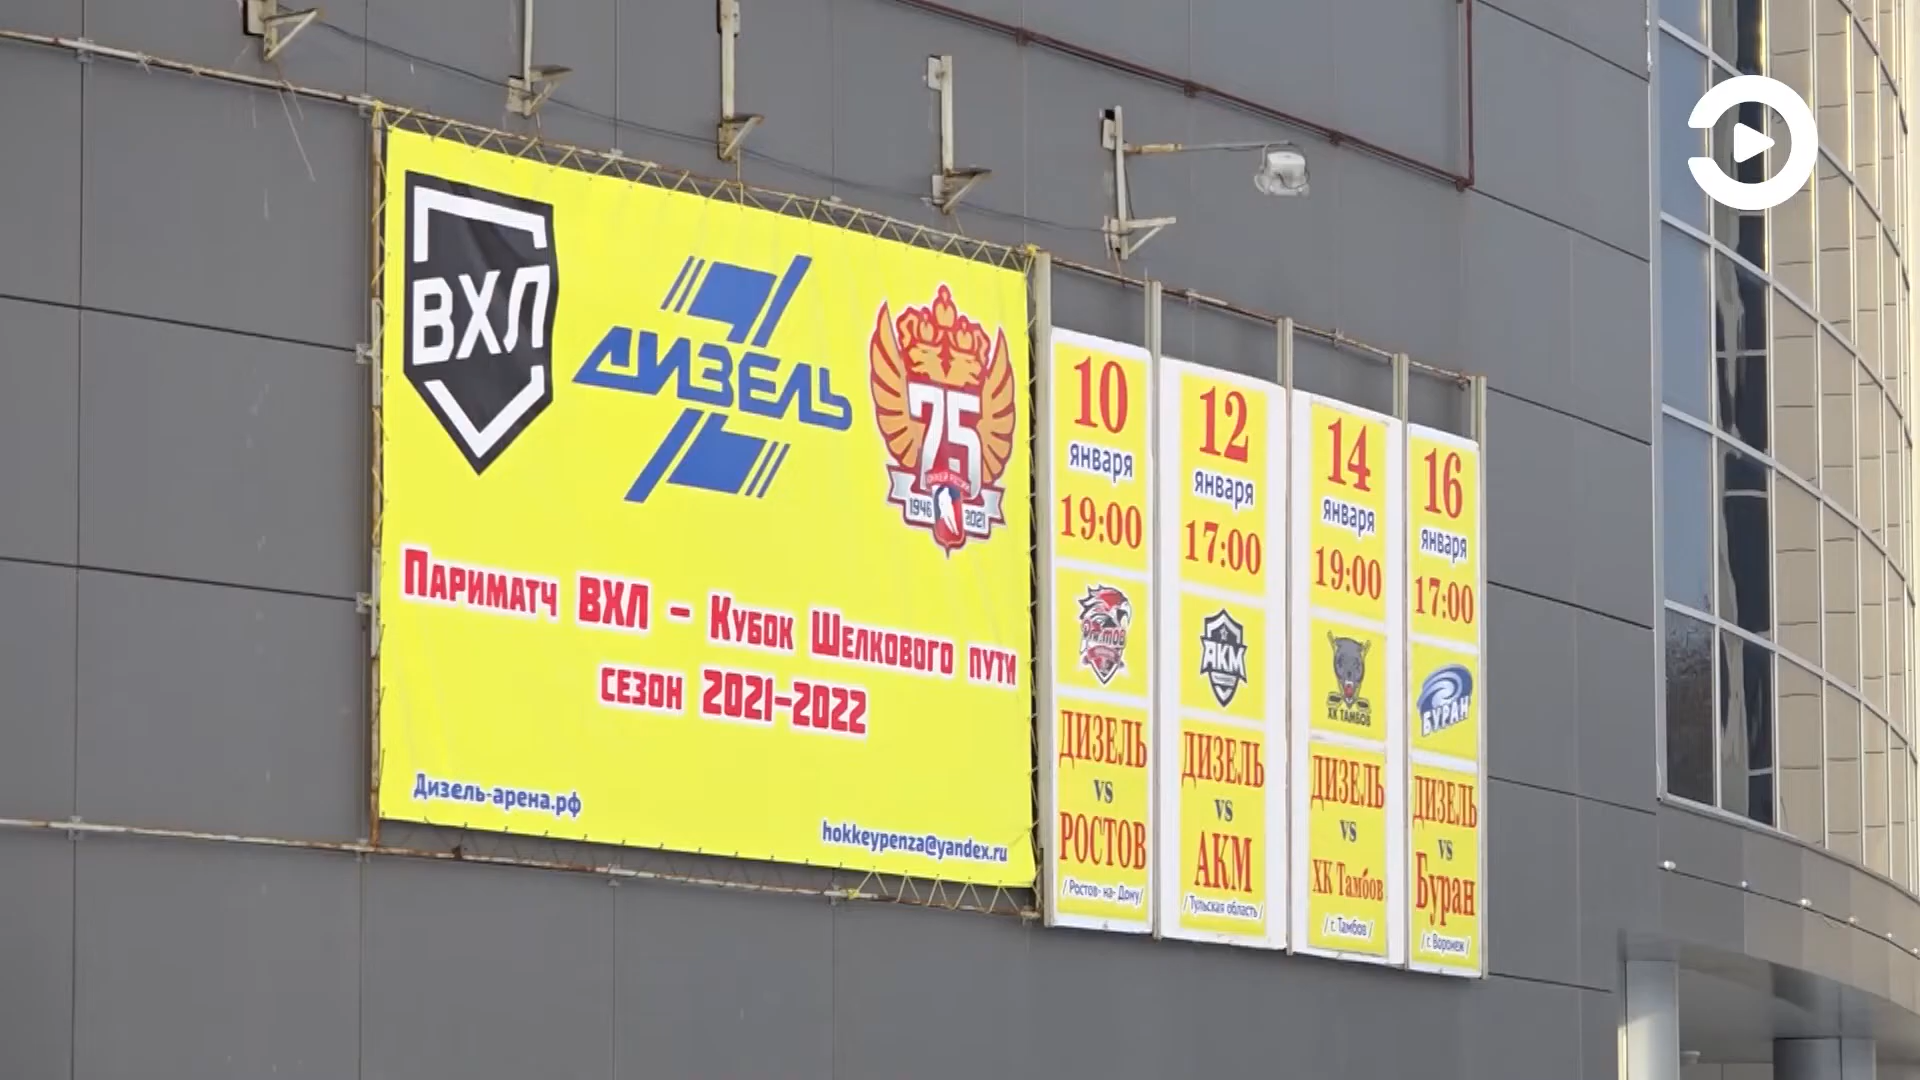 ВХЛ
ДИЗЕЛЬ
75
ХОККЕЙ РОССИИ
1946 2021
Париматч ВХЛ – Кубок Шелкового пути
сезон 2021-2022
Дизель-арена.рф
hokkeypenza@yandex.ru
10
января
19:00
Ростов
ДИЗЕЛЬ
vs
РОСТОВ
/ Ростов- на- Дону/
12
января
17:00
АКМ
ДИЗЕЛЬ
vs
АКМ
/ Тульская область/
14
января
19:00
ХК ТАМБОВ
ДИЗЕЛЬ
vs
ХК Тамбов
/ г. Тамбов /
16
января
17:00
БУРАН
ДИЗЕЛЬ
vs
Буран
/ г. Воронеж /